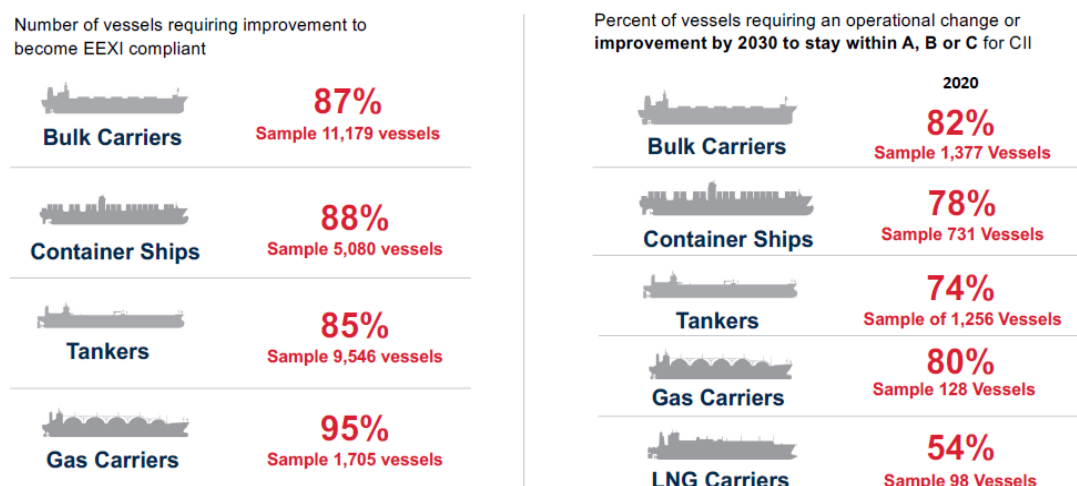 Number of vessels requiring improvement to
become EEXI compliant
Bulk Carriers
87%
Sample 11,179 vessels
Container Ships
88%
Sample 5,080 vessels
Tankers
85%
Sample 9,546 vessels
Gas Carriers
95%
Sample 1,705 vessels
Percent of vessels requiring an operational change or
improvement by 2030 to stay within A, B or C for CII
2020
Bulk Carriers
82%
Sample 1,377 Vessels
Container Ships
78%
Sample 731 Vessels
Tankers
74%
Sample of 1,256 Vessels
Gas Carriers
80%
Sample 128 Vessels
LNG Carriers
54%
Sample 98 Vessels